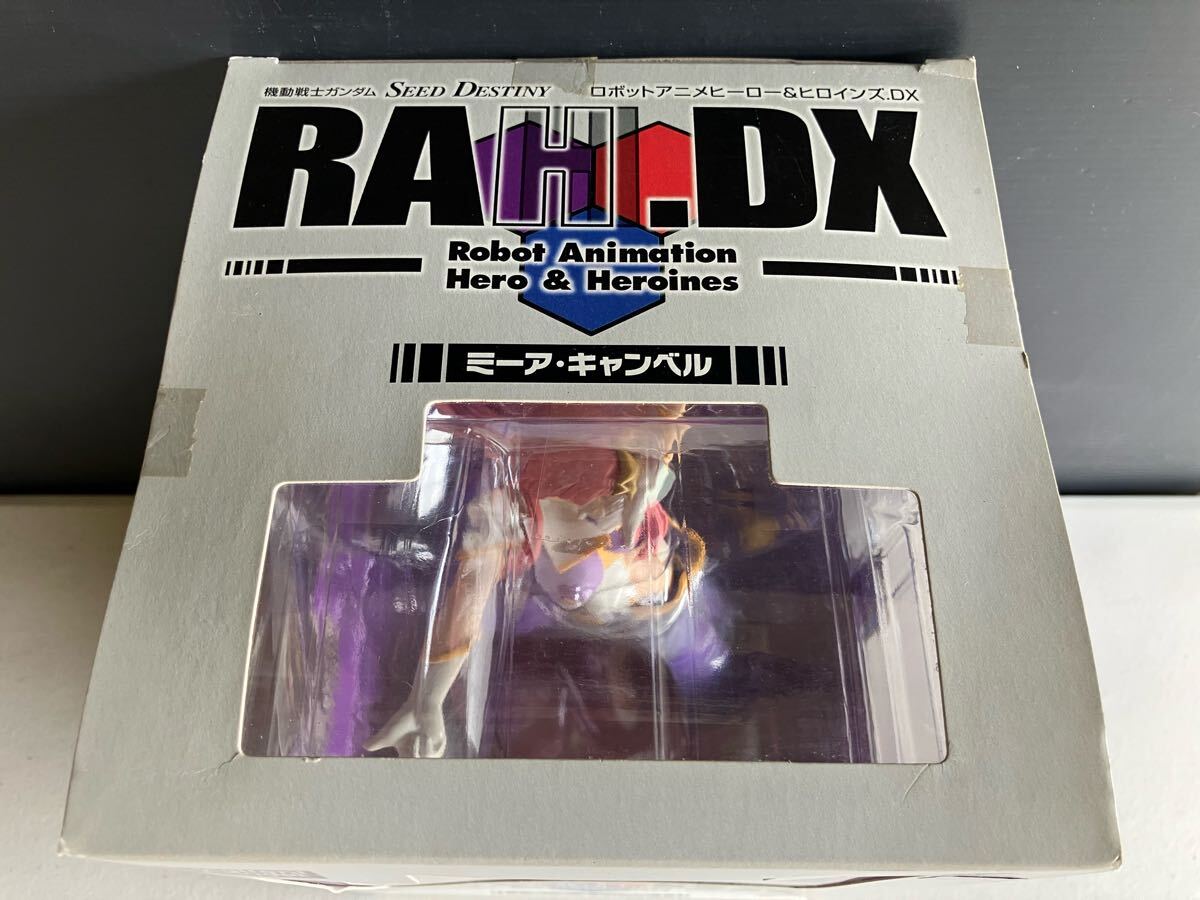 機動戦士ガンダム SEED DESTINY ロボットアニメヒーロー&ヒロインズ.DX
RAH.DX
Robot Animation
Hero & Heroines
ミーア・キャンベル